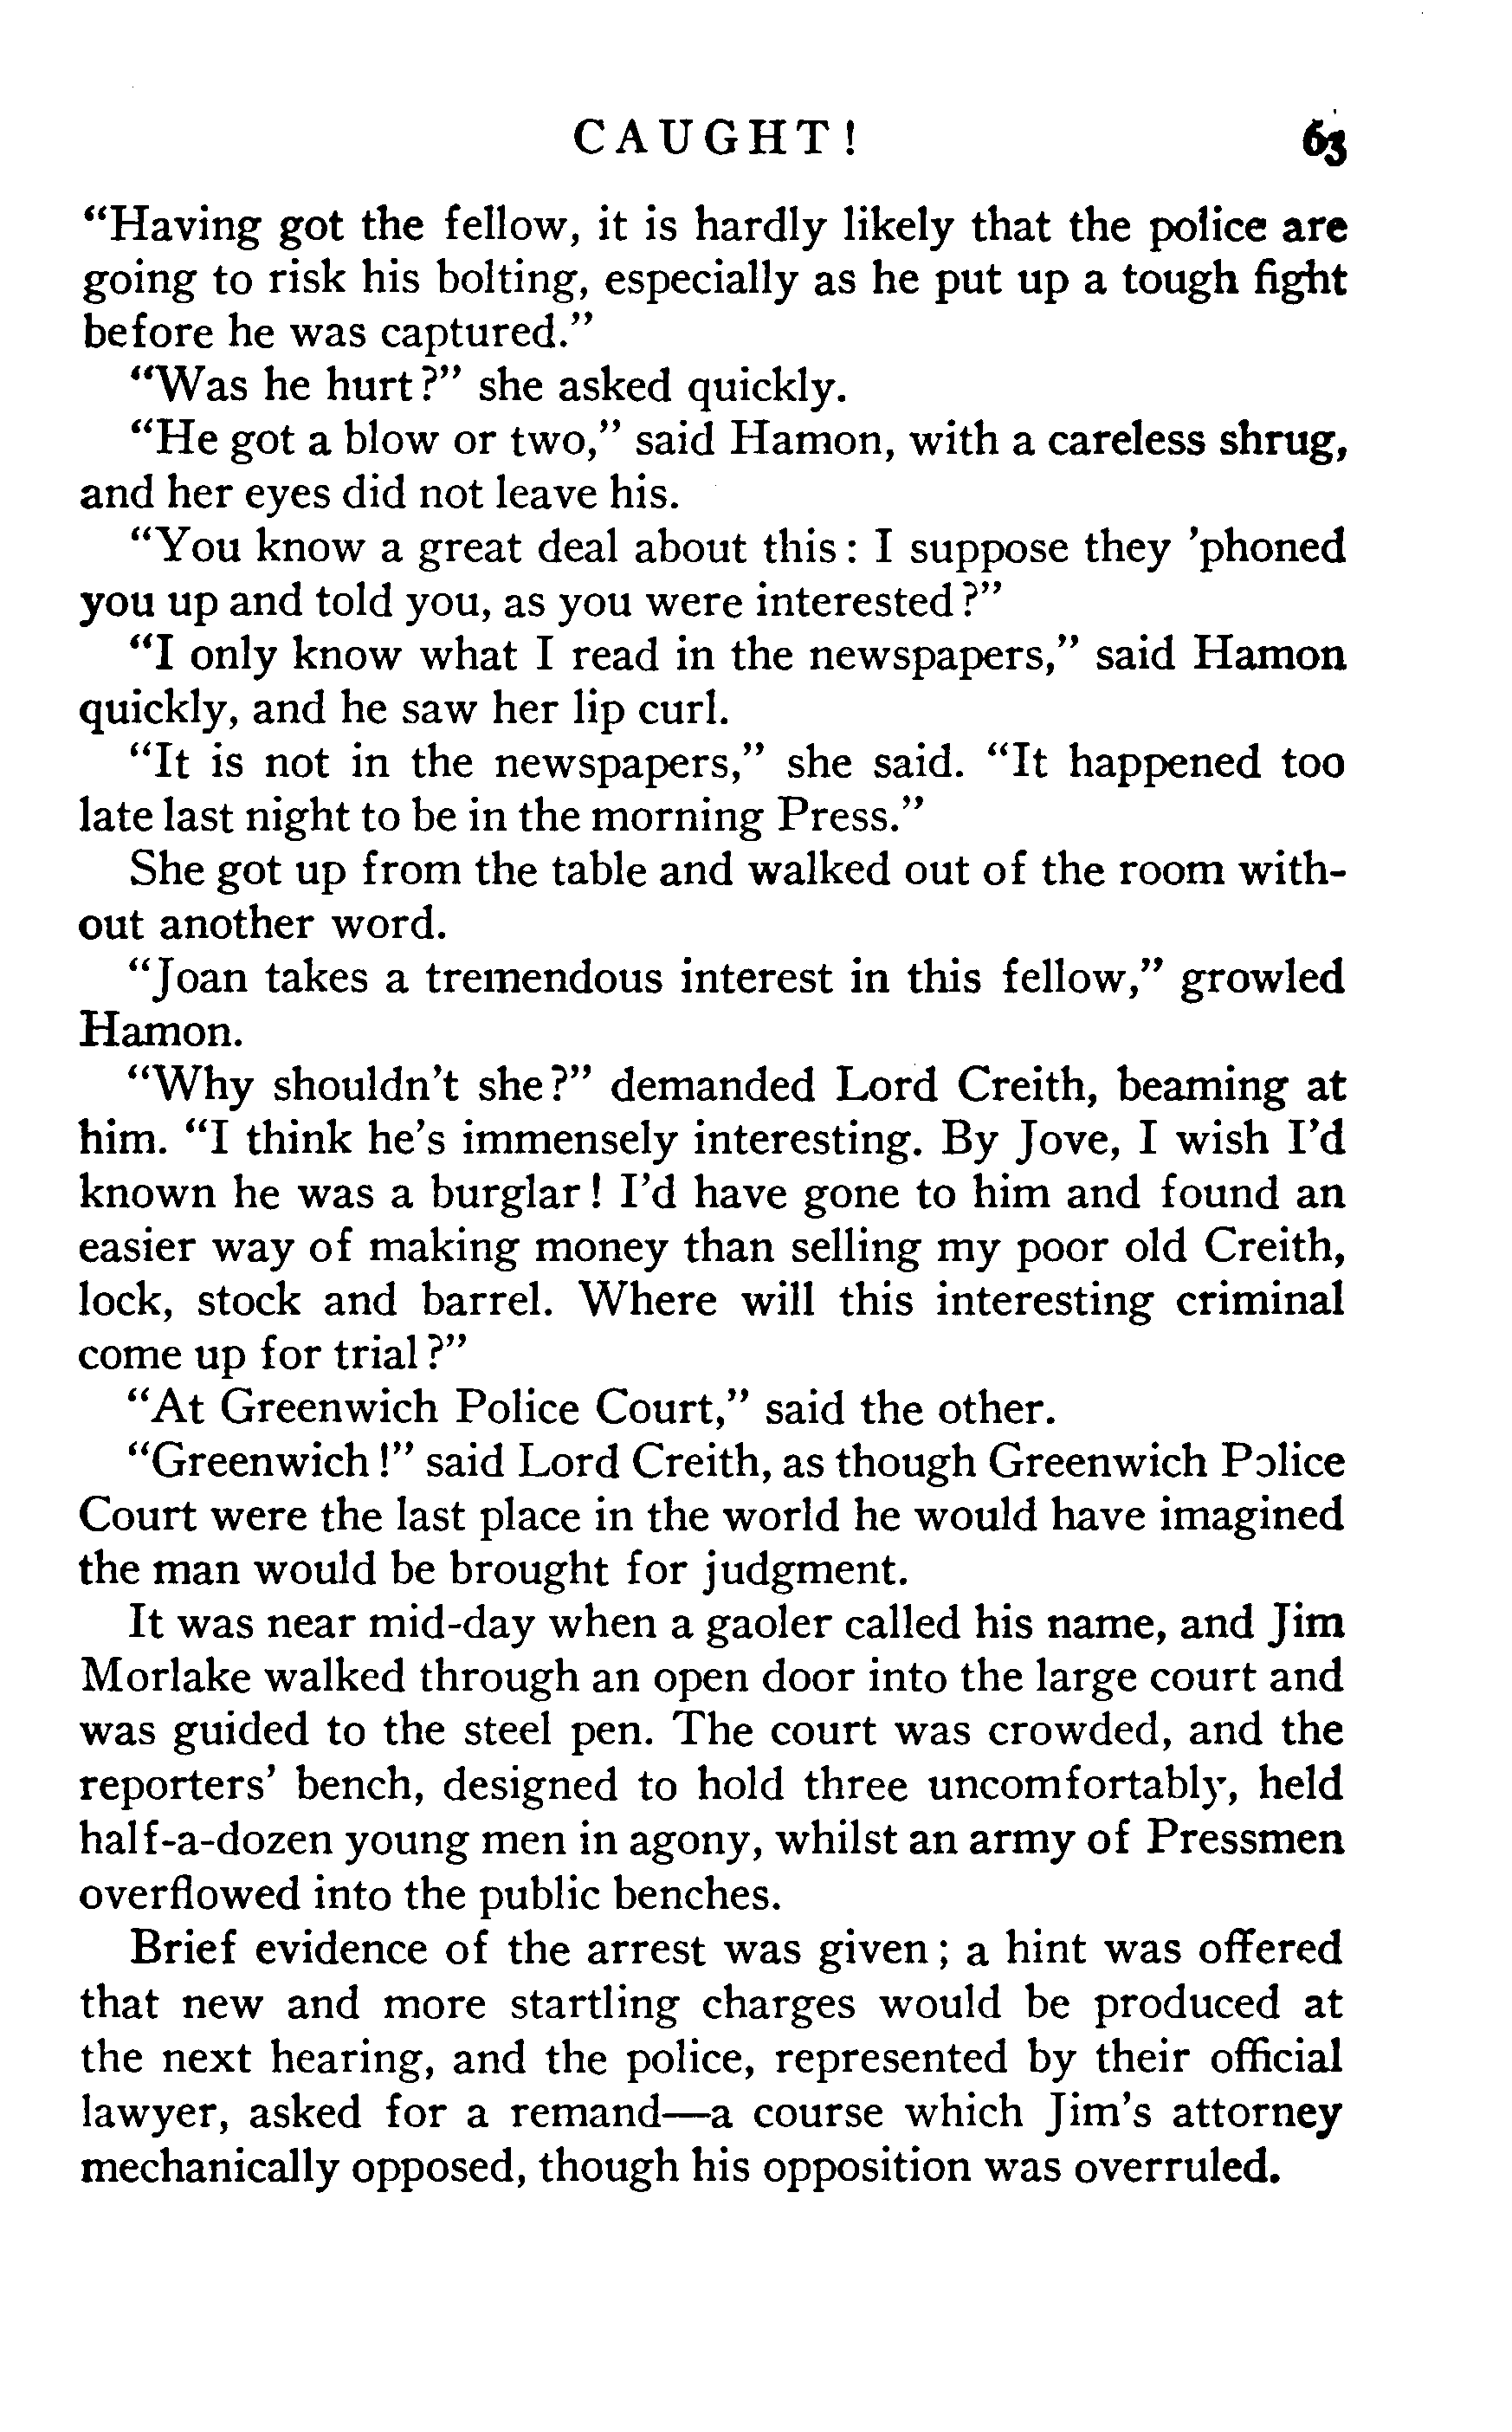 CAUGHT! 63
“Having got the fellow, it is hardly likely that the police are
going to risk his bolting, especially as he put up a tough fight
before he was captured.”
“Was he hurt?” she asked quickly.
“He got a blow or two,” said Hamon, with a careless shrug,
and her eyes did not leave his.
“You know a great deal about this: I suppose they ’phoned
you up and told you, as you were interested?”
“I only know what I read in the newspapers,” said Hamon
quickly, and he saw her lip curl.
“It is not in the newspapers,” she said. “It happened too
late last night to be in the morning Press.”
She got up from the table and walked out of the room with-
out another word.
“Joan takes a tremendous interest in this fellow,” growled
Hamon.
“Why shouldn’t she?” demanded Lord Creith, beaming at
him. “I think he’s immensely interesting. By Jove, I wish I’d
known he was a burglar! I’d have gone to him and found an
easier way of making money than selling my poor old Creith,
lock, stock and barrel. Where will this interesting criminal
come up for trial?”
“At Greenwich Police Court,” said the other.
“Greenwich!” said Lord Creith, as though Greenwich Police
Court were the last place in the world he would have imagined
the man would be brought for judgment.
It was near mid-day when a gaoler called his name, and Jim
Morlake walked through an open door into the large court and
was guided to the steel pen. The court was crowded, and the
reporters’ bench, designed to hold three uncomfortably, held
half-a-dozen young men in agony, whilst an army of Pressmen
overflowed into the public benches.
Brief evidence of the arrest was given; a hint was offered
that new and more startling charges would be produced at
the next hearing, and the police, represented by their official
lawyer, asked for a remand—a course which Jim’s attorney
mechanically opposed, though his opposition was overruled.